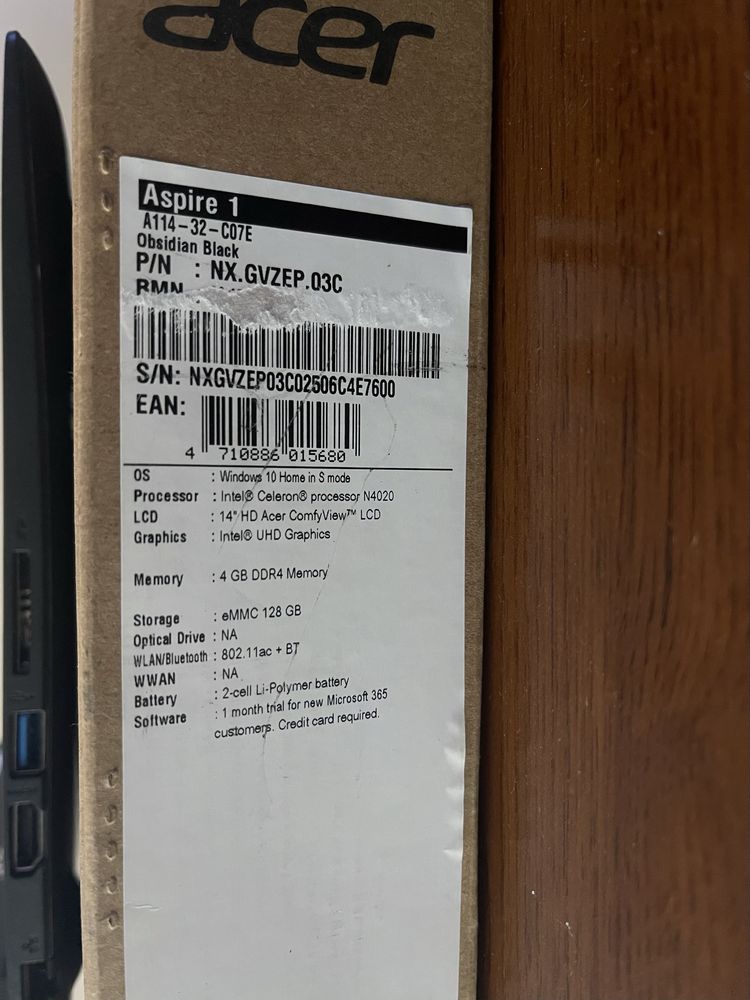 acer
Aspire 1
A114-32-C07E
Obsidian Black
P/N : NX.GVZEP.03C
RMN
S/N: NXGVZEP03C02506C4E7600
EAN:
4 710886 015680
OS : Windows 10 Home in S mode
Processor : Intel® Celeron® processor N4020
LCD : 14" HD Acer ComfyView™ LCD
Graphics : Intel® UHD Graphics
Memory : 4 GB DDR4 Memory
Storage : eMMC 128 GB
Optical Drive : NA
WLAN/Bluetooth : 802.11ac + BT
WWAN : NA
Battery : 2-cell Li-Polymer battery
Software : 1 month trial for new Microsoft 365
customers. Credit card required.